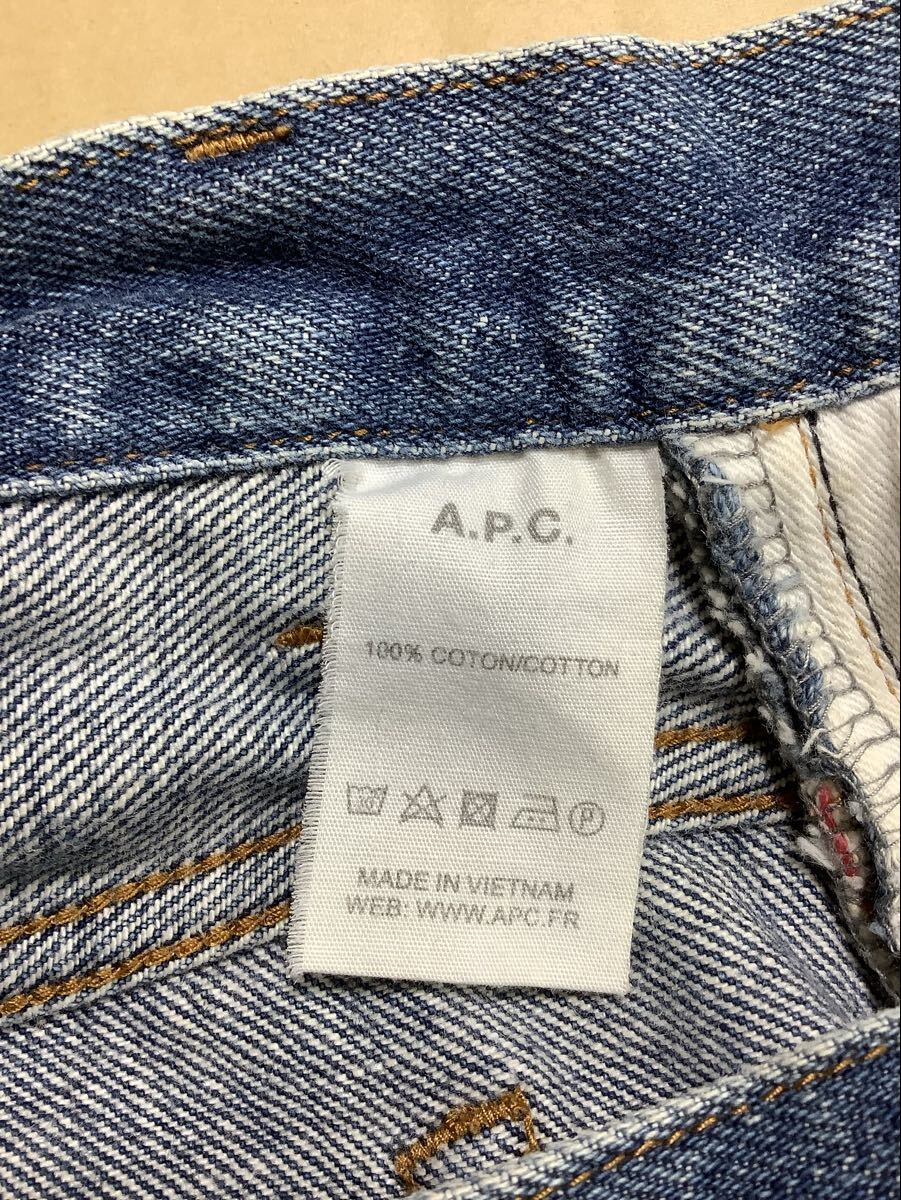 A.P.C.
100% COTON/COTTON
P
MADE IN VIETNAM
WEB: WWW.APC.FR